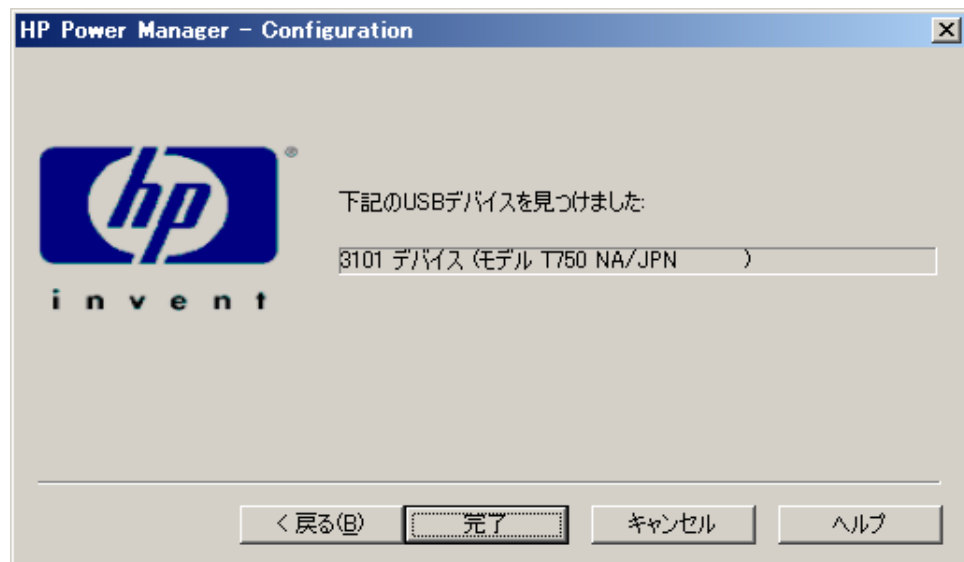 HP Power Manager - Configuration
hp
®
invent
下記のUSBデバイスを見つけました:
3101 デバイス (モデル T750 NA/JPN      )
< 戻る(B)
完了
キャンセル
ヘルプ